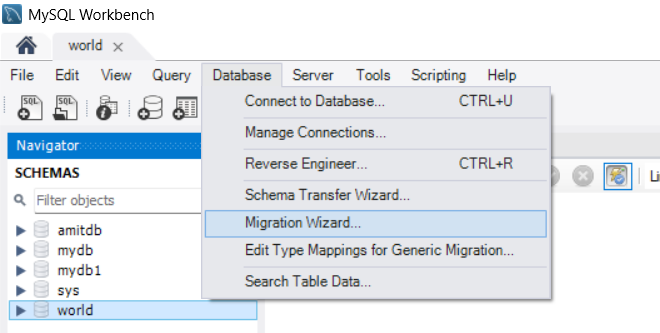 MySQL Workbench
world ×
File Edit View Query Database Server Tools Scripting Help
SQL SQL
Connect to Database... CTRL+U
Manage Connections...
Reverse Engineer... CTRL+R
Schema Transfer Wizard...
Migration Wizard...
Edit Type Mappings for Generic Migration...
Search Table Data...
Navigator
SCHEMAS
Filter objects
amitdb
mydb
mydb1
sys
world